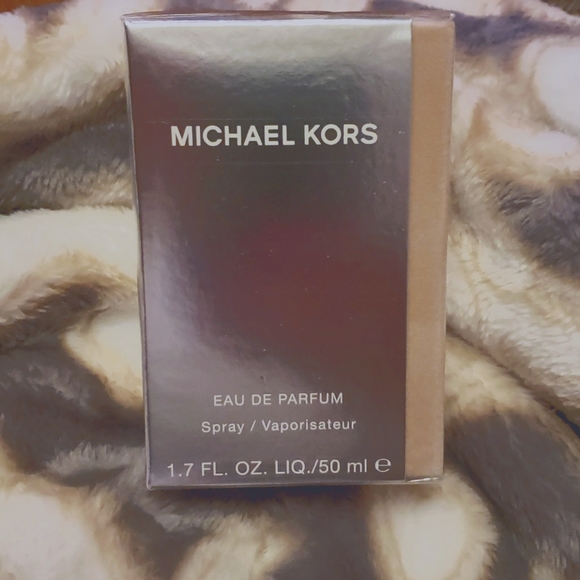 MICHAEL KORS
EAU DE PARFUM
Spray / Vaporisateur
1.7 FL. OZ. LIQ./50 ml ℮